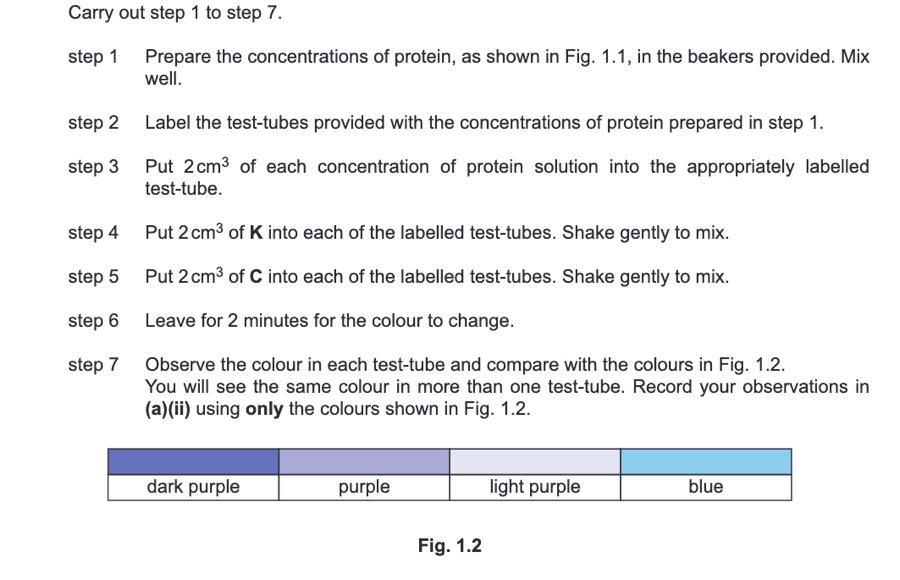 Carry out step 1 to step 7.
step 1 Prepare the concentrations of protein, as shown in Fig. 1.1, in the beakers provided. Mix
well.
step 2 Label the test-tubes provided with the concentrations of protein prepared in step 1.
step 3 Put 2 cm³ of each concentration of protein solution into the appropriately labelled
test-tube.
step 4 Put 2 cm³ of K into each of the labelled test-tubes. Shake gently to mix.
step 5 Put 2 cm³ of C into each of the labelled test-tubes. Shake gently to mix.
step 6 Leave for 2 minutes for the colour to change.
step 7 Observe the colour in each test-tube and compare with the colours in Fig. 1.2.
You will see the same colour in more than one test-tube. Record your observations in
(a)(ii) using only the colours shown in Fig. 1.2.
dark purple purple light purple blue
Fig. 1.2